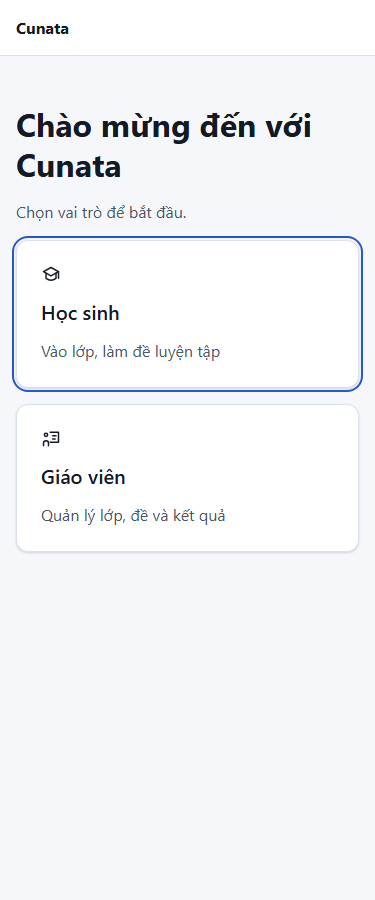 Cunata
Chào mừng đến với
Cunata
Chọn vai trò để bắt đầu.
Học sinh
Vào lớp, làm đề luyện tập
Giáo viên
Quản lý lớp, đề và kết quả